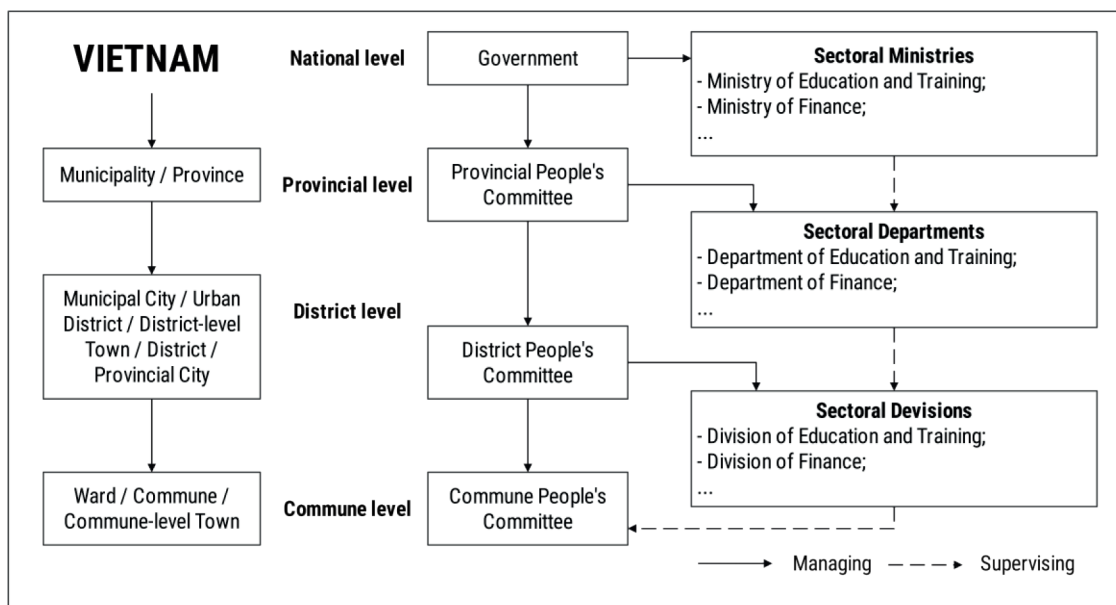 VIETNAM
Municipality / Province
Municipal City / Urban
District / District-level
Town / District /
Provincial City
Ward / Commune /
Commune-level Town
National level
Provincial level
District level
Commune level
Government
Provincial People's
Committee
District People's
Committee
Commune People's
Committee
Sectoral Ministries
- Ministry of Education and Training;
- Ministry of Finance;
...
Sectoral Departments
- Department of Education and Training;
- Department of Finance;
...
Sectoral Devisions
- Division of Education and Training;
- Division of Finance;
...
Managing
Supervising